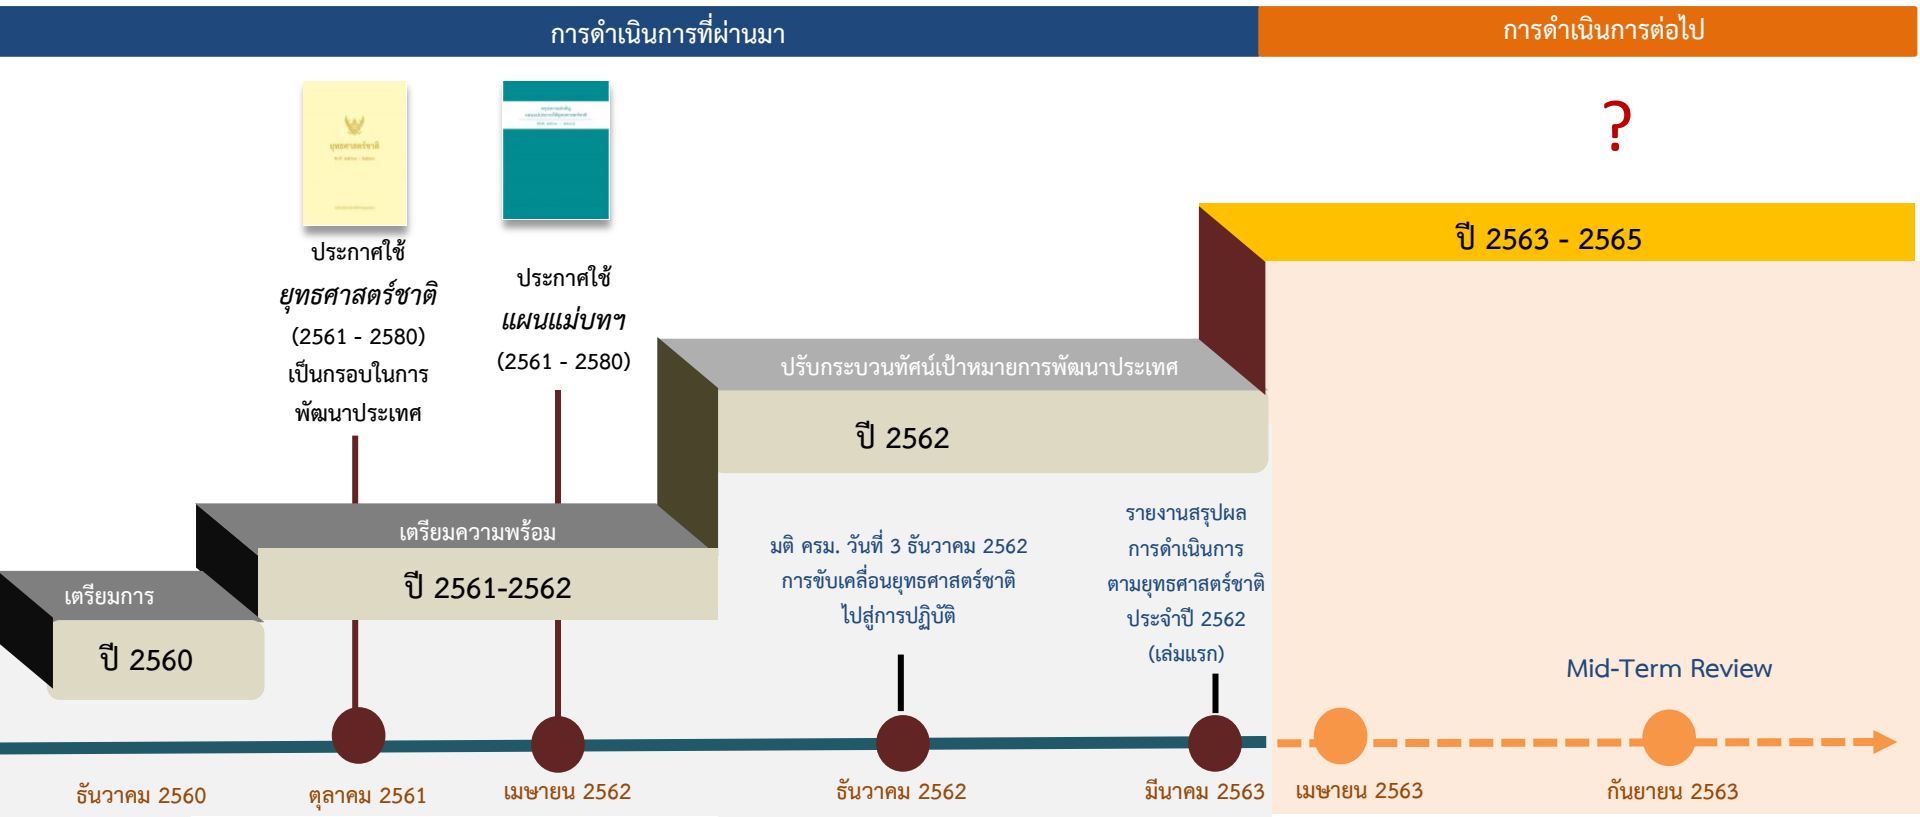 การดำเนินการที่ผ่านมา
การดำเนินการต่อไป
ยุทธศาสตร์ชาติ
?
ประกาศใช้
ยุทธศาสตร์ชาติ
(2561 - 2580)
เป็นกรอบในการ
พัฒนาประเทศ
ประกาศใช้
แผนแม่บทฯ
(2561 - 2580)
ปี 2563 - 2565
ปรับกระบวนทัศน์เป้าหมายการพัฒนาประเทศ
ปี 2562
เตรียมความพร้อม
ปี 2561-2562
เตรียมการ
ปี 2560
มติ ครม. วันที่ 3 ธันวาคม 2562
การขับเคลื่อนยุทธศาสตร์ชาติ
ไปสู่การปฏิบัติ
รายงานสรุปผล
การดำเนินการ
ตามยุทธศาสตร์ชาติ
ประจำปี 2562
(เล่มแรก)
Mid-Term Review
ธันวาคม 2560
ตุลาคม 2561
เมษายน 2562
ธันวาคม 2562
มีนาคม 2563
เมษายน 2563
กันยายน 2563